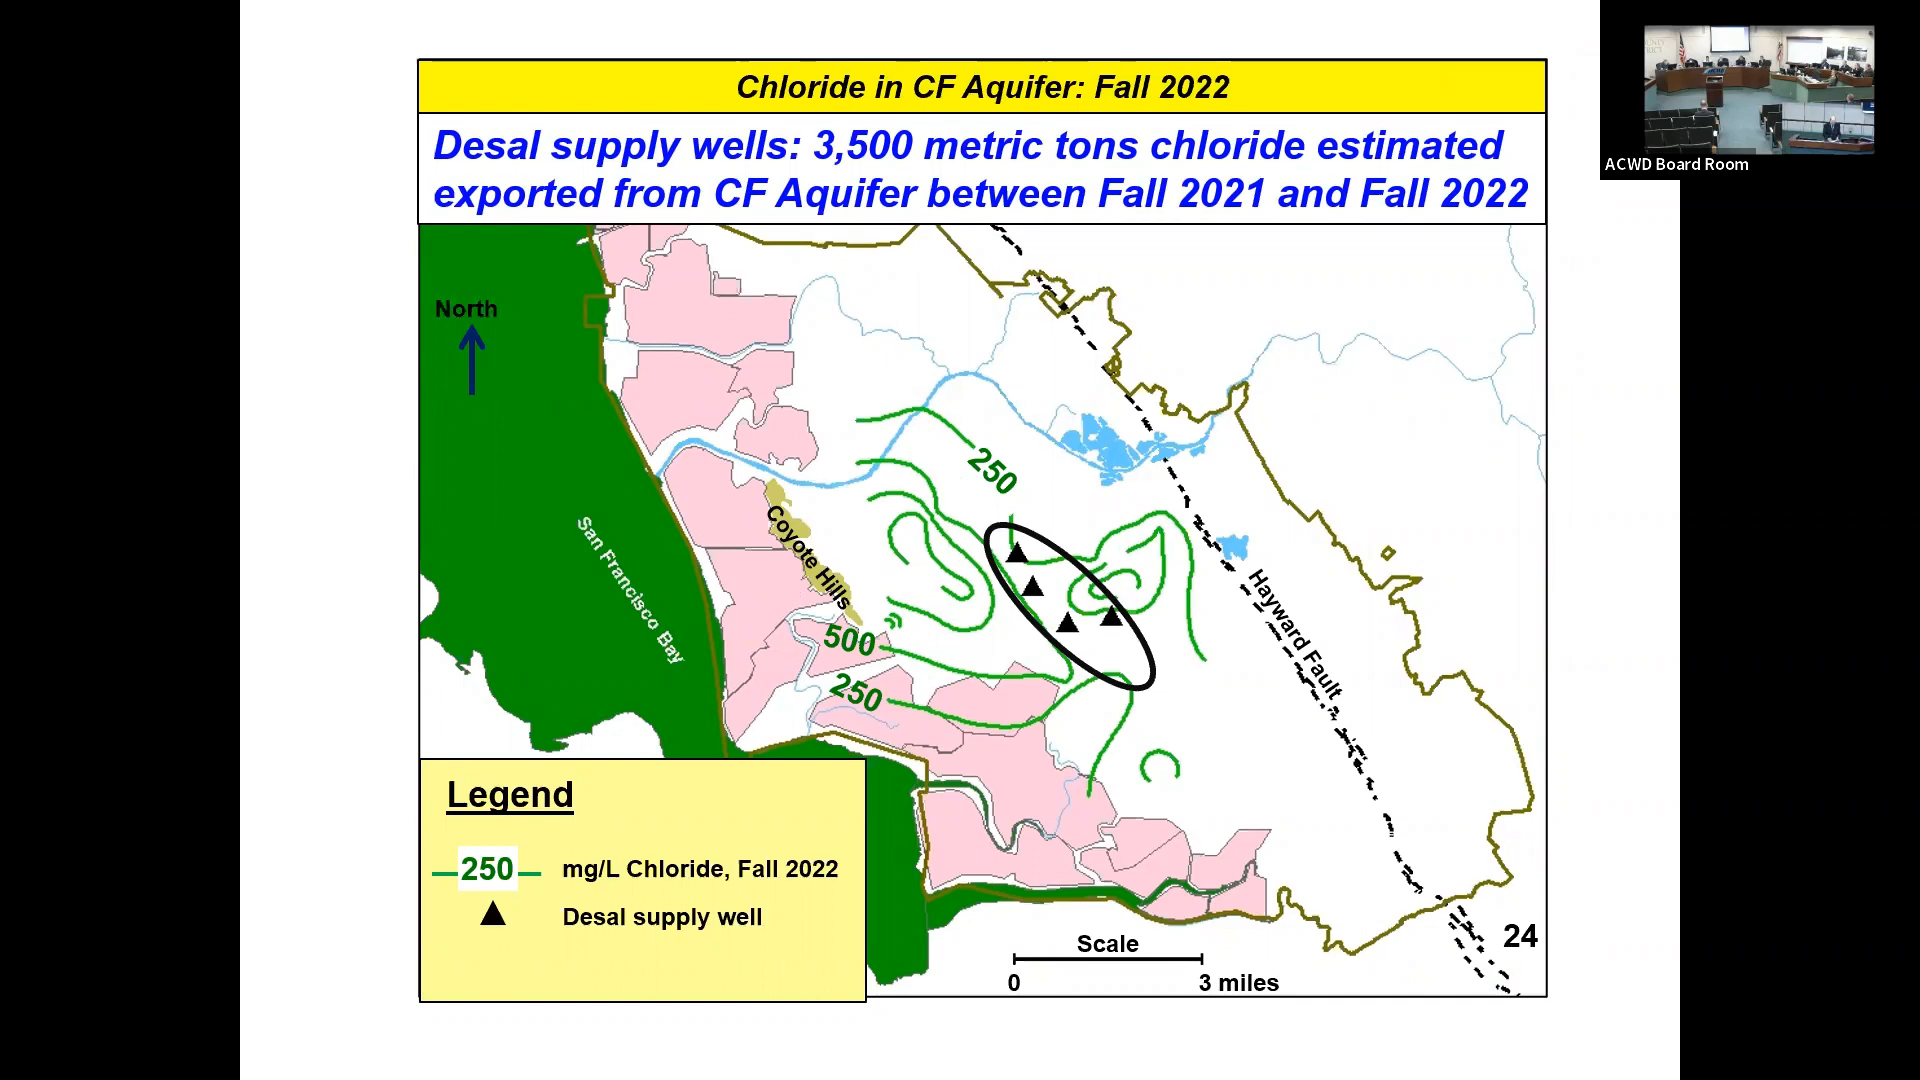 Chloride in CF Aquifer: Fall 2022
Desal supply wells: 3,500 metric tons chloride estimated
exported from CF Aquifer between Fall 2021 and Fall 2022
ACWD Board Room
North
250
Coyote Hills
San Francisco Bay
Hayward Fault
500
250
Legend
250 mg/L Chloride, Fall 2022
Desal supply well
Scale
0 3 miles
24